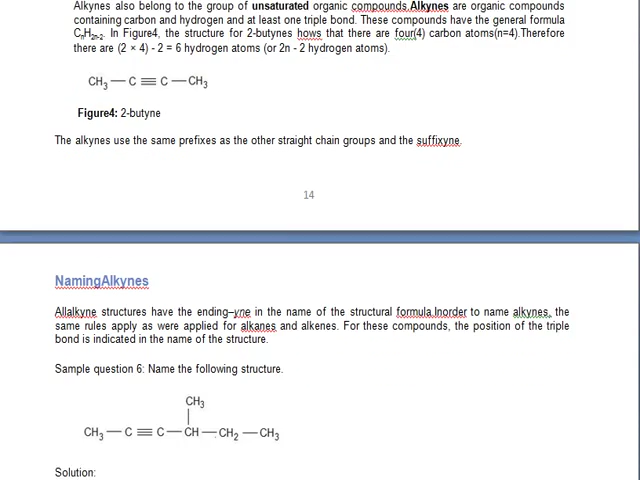 Alkynes also belong to the group of unsaturated organic compounds.Alkynes are organic compounds
containing carbon and hydrogen and at least one triple bond. These compounds have the general formula
CnH2n-2. In Figure4, the structure for 2-butynes hows that there are four(4) carbon atoms(n=4).Therefore
there are (2 × 4) - 2 = 6 hydrogen atoms (or 2n - 2 hydrogen atoms).
CH3 — C ≡ C — CH3
Figure4: 2-butyne
The alkynes use the same prefixes as the other straight chain groups and the suffixyne.
14
NamingAlkynes
Allalkyne structures have the ending–yne in the name of the structural formula.Inorder to name alkynes, the
same rules apply as were applied for alkanes and alkenes. For these compounds, the position of the triple
bond is indicated in the name of the structure.
Sample question 6: Name the following structure.
CH3
|
CH3 — C ≡ C — CH — CH2 — CH3
Solution: